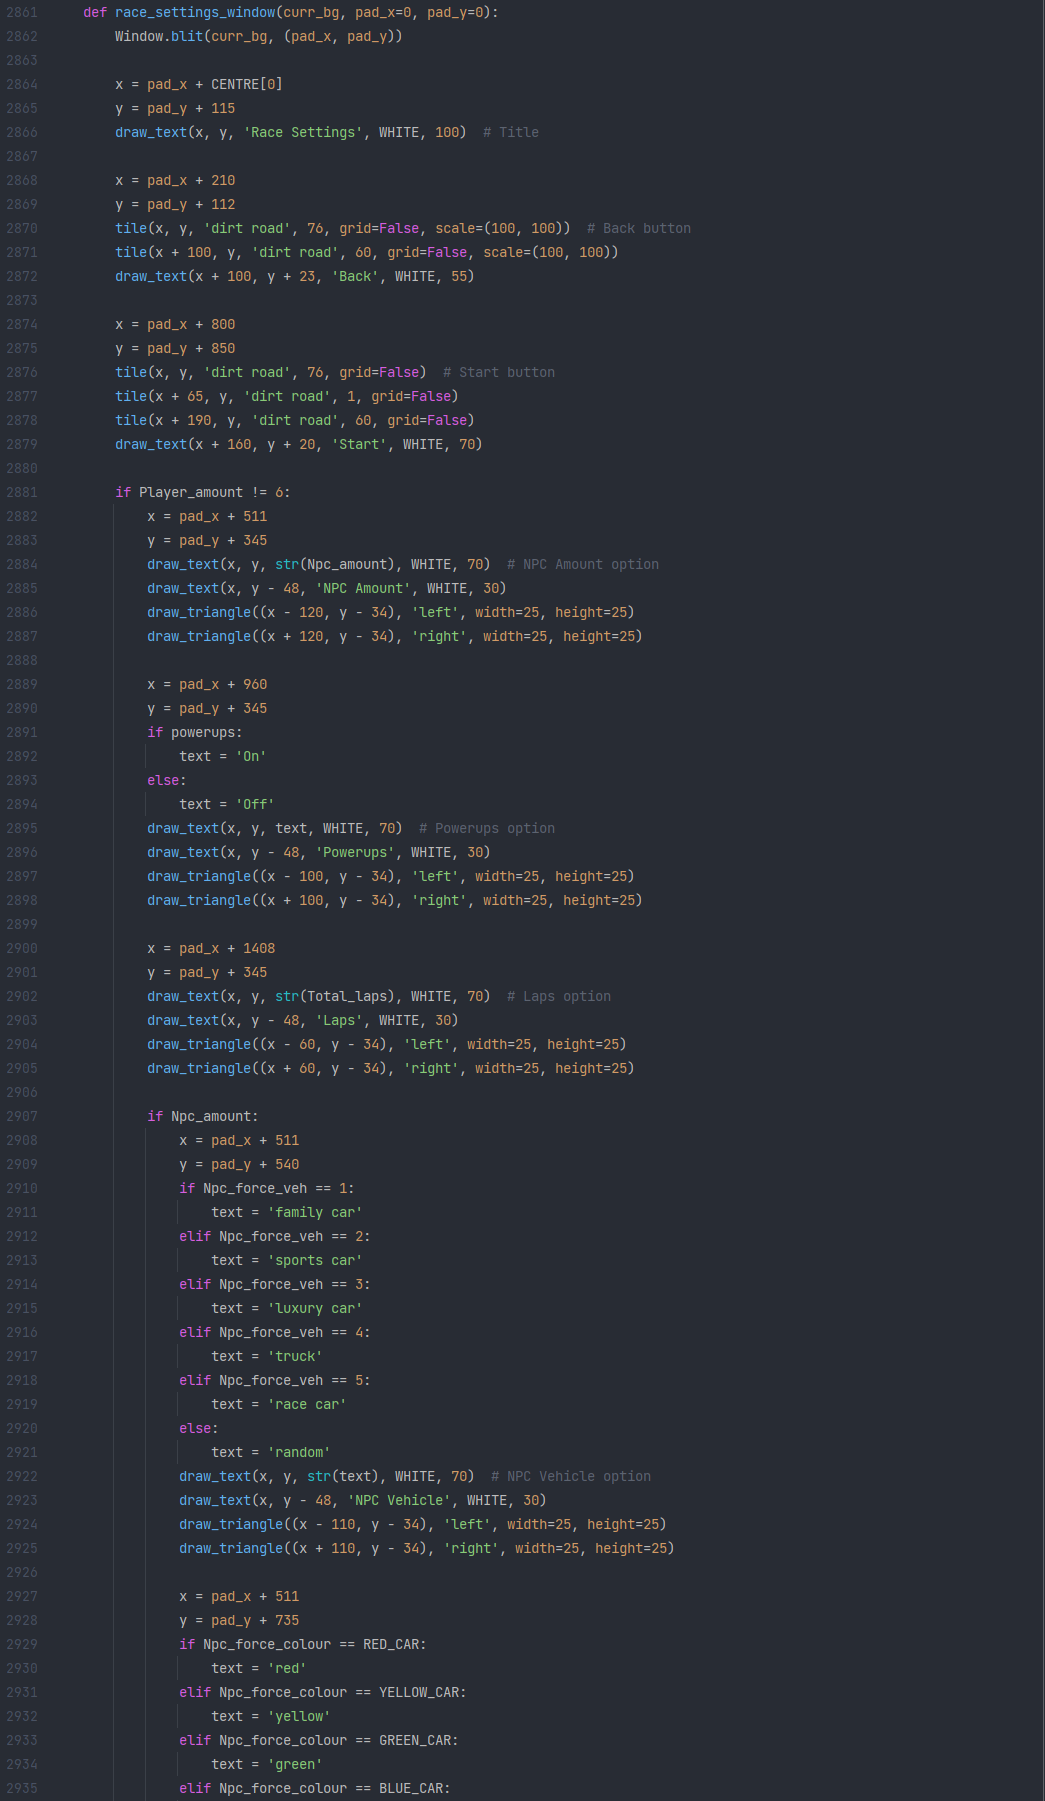 2861 def race_settings_window(curr_bg, pad_x=0, pad_y=0):
2862 Window.blit(curr_bg, (pad_x, pad_y))
2863
2864 x = pad_x + CENTRE[0]
2865 y = pad_y + 115
2866 draw_text(x, y, 'Race Settings', WHITE, 100)  # Title
2867
2868 x = pad_x + 210
2869 y = pad_y + 112
2870 tile(x, y, 'dirt road', 76, grid=False, scale=(100, 100))  # Back button
2871 tile(x + 100, y, 'dirt road', 60, grid=False, scale=(100, 100))
2872 draw_text(x + 100, y + 23, 'Back', WHITE, 55)
2873
2874 x = pad_x + 800
2875 y = pad_y + 850
2876 tile(x, y, 'dirt road', 76, grid=False)  # Start button
2877 tile(x + 65, y, 'dirt road', 1, grid=False)
2878 tile(x + 190, y, 'dirt road', 60, grid=False)
2879 draw_text(x + 160, y + 20, 'Start', WHITE, 70)
2880
2881 if Player_amount != 6:
2882 x = pad_x + 511
2883 y = pad_y + 345
2884 draw_text(x, y, str(Npc_amount), WHITE, 70)  # NPC Amount option
2885 draw_text(x, y - 48, 'NPC Amount', WHITE, 30)
2886 draw_triangle((x - 120, y - 34), 'left', width=25, height=25)
2887 draw_triangle((x + 120, y - 34), 'right', width=25, height=25)
2888
2889 x = pad_x + 960
2890 y = pad_y + 345
2891 if powerups:
2892 text = 'On'
2893 else:
2894 text = 'Off'
2895 draw_text(x, y, text, WHITE, 70)  # Powerups option
2896 draw_text(x, y - 48, 'Powerups', WHITE, 30)
2897 draw_triangle((x - 100, y - 34), 'left', width=25, height=25)
2898 draw_triangle((x + 100, y - 34), 'right', width=25, height=25)
2899
2900 x = pad_x + 1408
2901 y = pad_y + 345
2902 draw_text(x, y, str(Total_laps), WHITE, 70)  # Laps option
2903 draw_text(x, y - 48, 'Laps', WHITE, 30)
2904 draw_triangle((x - 60, y - 34), 'left', width=25, height=25)
2905 draw_triangle((x + 60, y - 34), 'right', width=25, height=25)
2906
2907 if Npc_amount:
2908 x = pad_x + 511
2909 y = pad_y + 540
2910 if Npc_force_veh == 1:
2911 text = 'family car'
2912 elif Npc_force_veh == 2:
2913 text = 'sports car'
2914 elif Npc_force_veh == 3:
2915 text = 'luxury car'
2916 elif Npc_force_veh == 4:
2917 text = 'truck'
2918 elif Npc_force_veh == 5:
2919 text = 'race car'
2920 else:
2921 text = 'random'
2922 draw_text(x, y, str(text), WHITE, 70)  # NPC Vehicle option
2923 draw_text(x, y - 48, 'NPC Vehicle', WHITE, 30)
2924 draw_triangle((x - 110, y - 34), 'left', width=25, height=25)
2925 draw_triangle((x + 110, y - 34), 'right', width=25, height=25)
2926
2927 x = pad_x + 511
2928 y = pad_y + 735
2929 if Npc_force_colour == RED_CAR:
2930 text = 'red'
2931 elif Npc_force_colour == YELLOW_CAR:
2932 text = 'yellow'
2933 elif Npc_force_colour == GREEN_CAR:
2934 text = 'green'
2935 elif Npc_force_colour == BLUE_CAR: